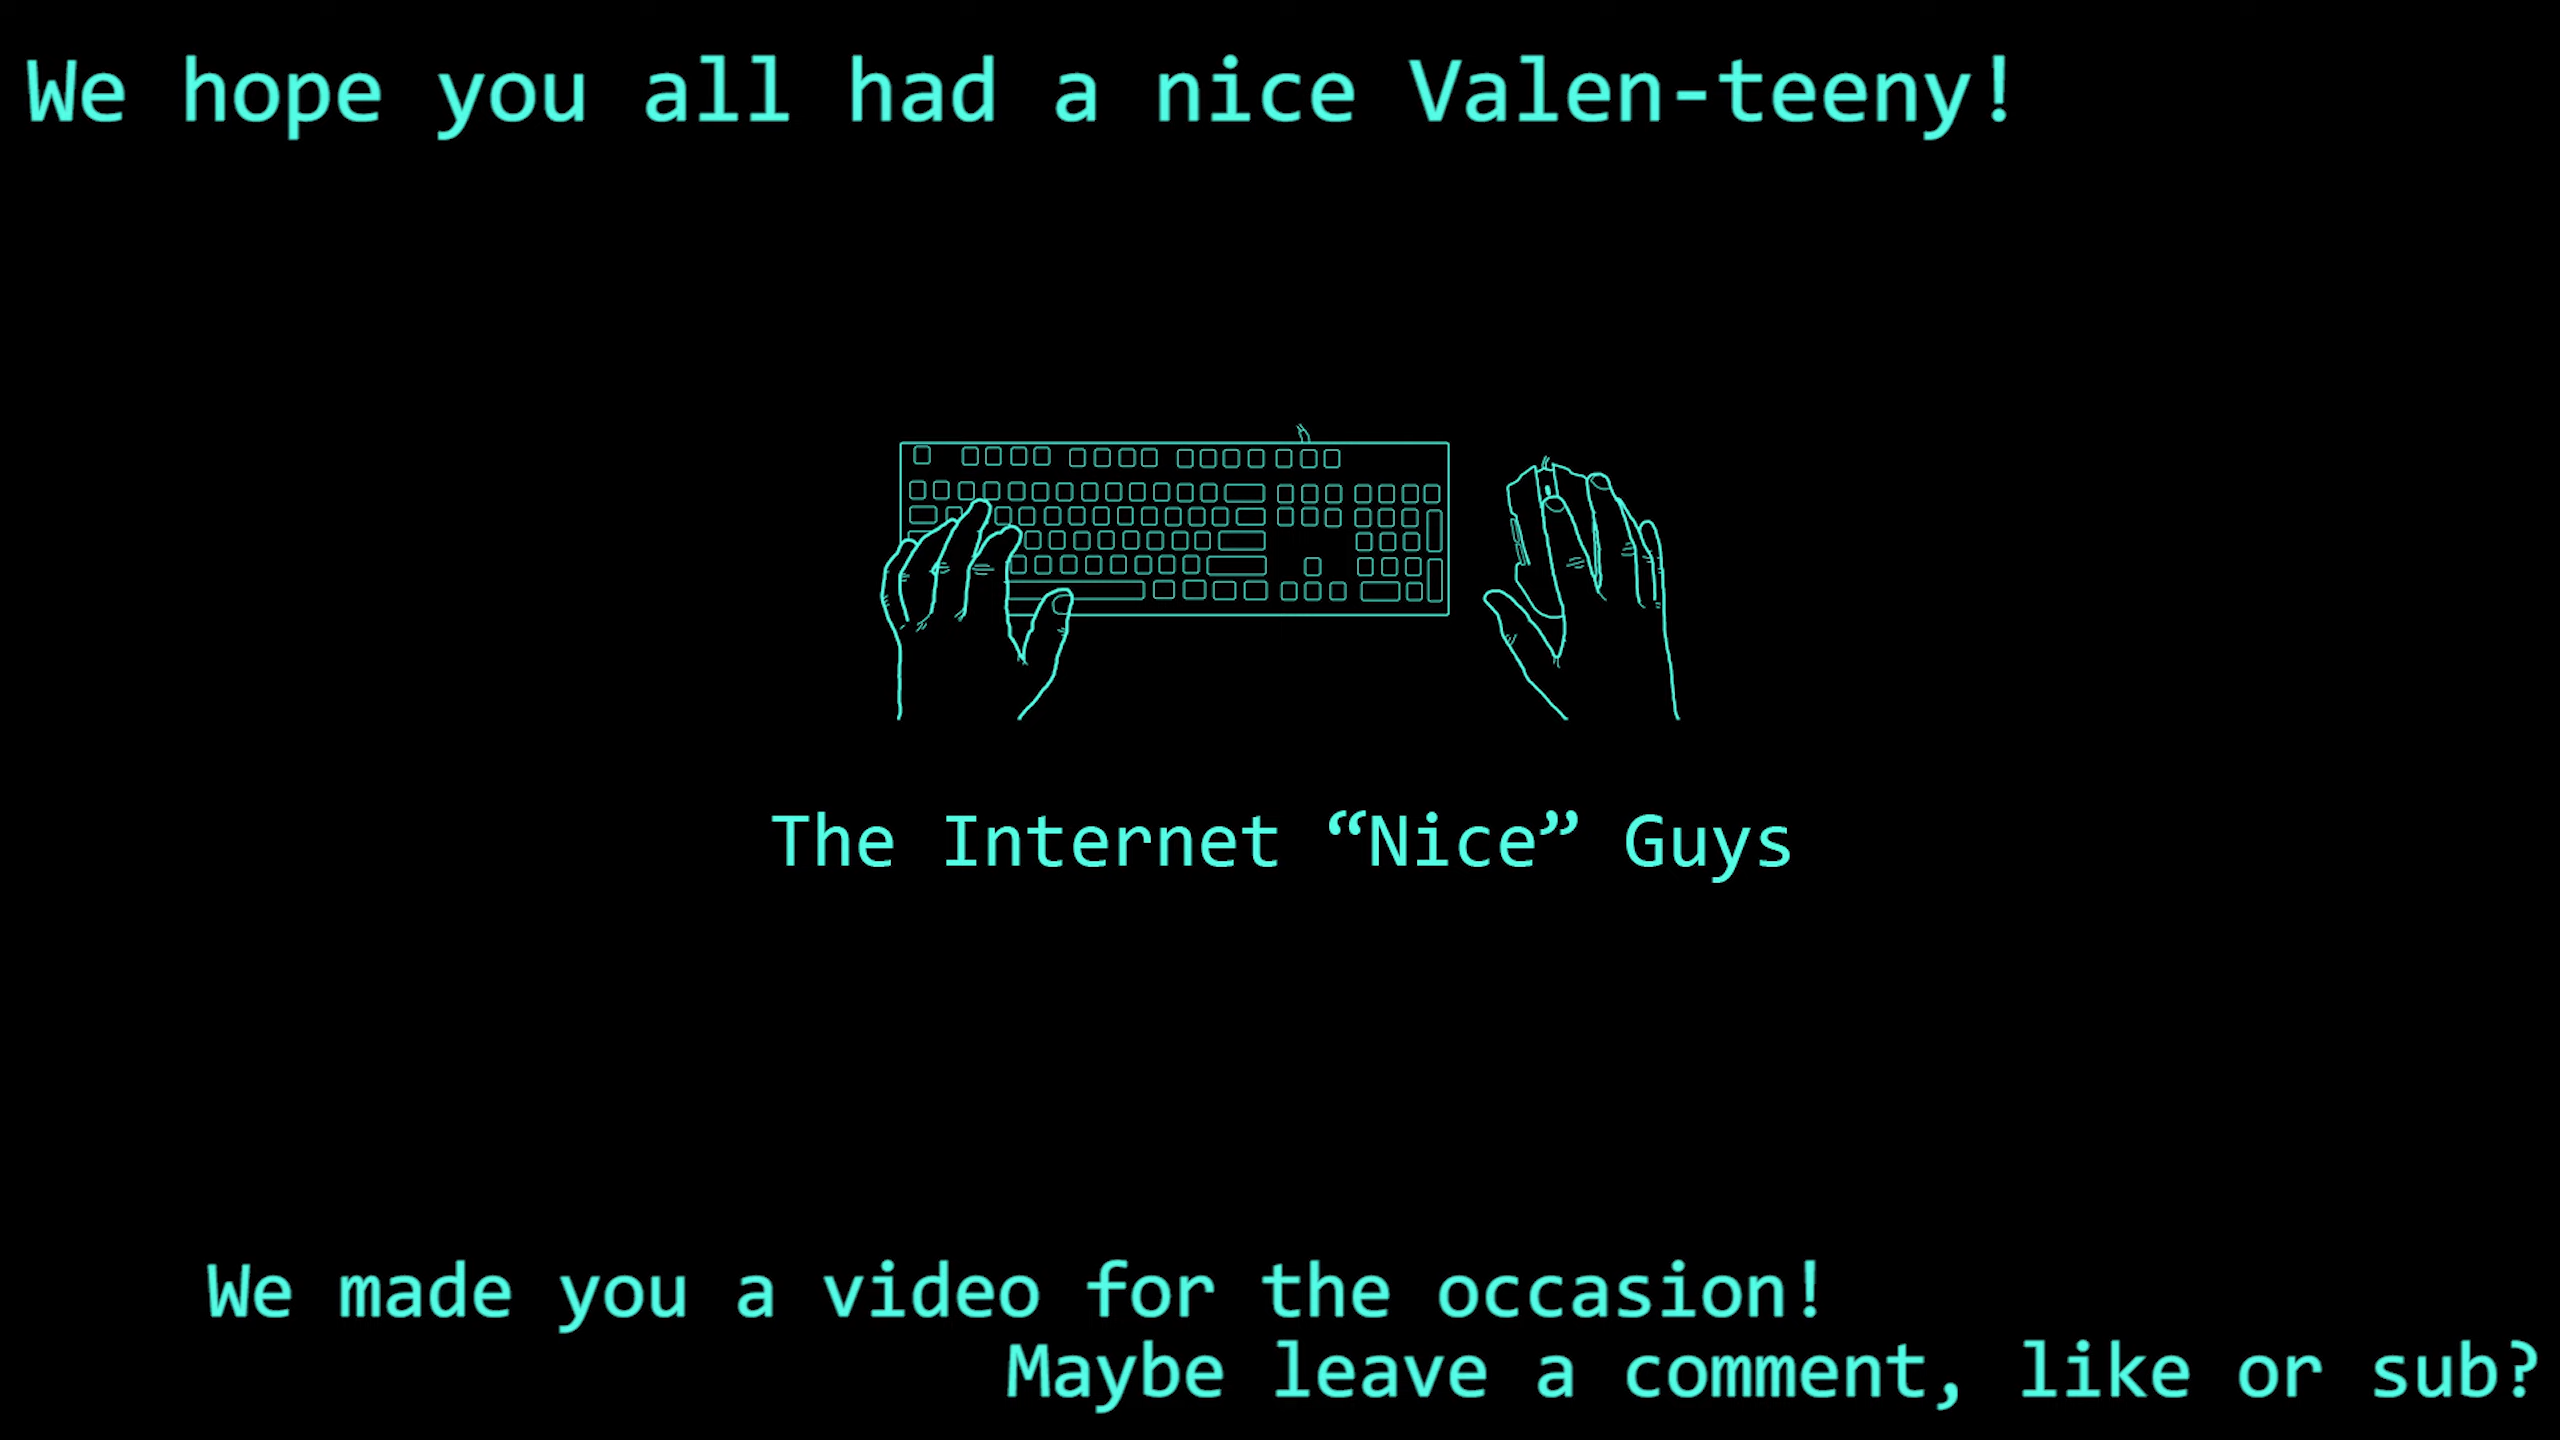 We hope you all had a nice Valen-teeny!
The Internet “Nice” Guys
We made you a video for the occasion!
Maybe leave a comment, like or sub?